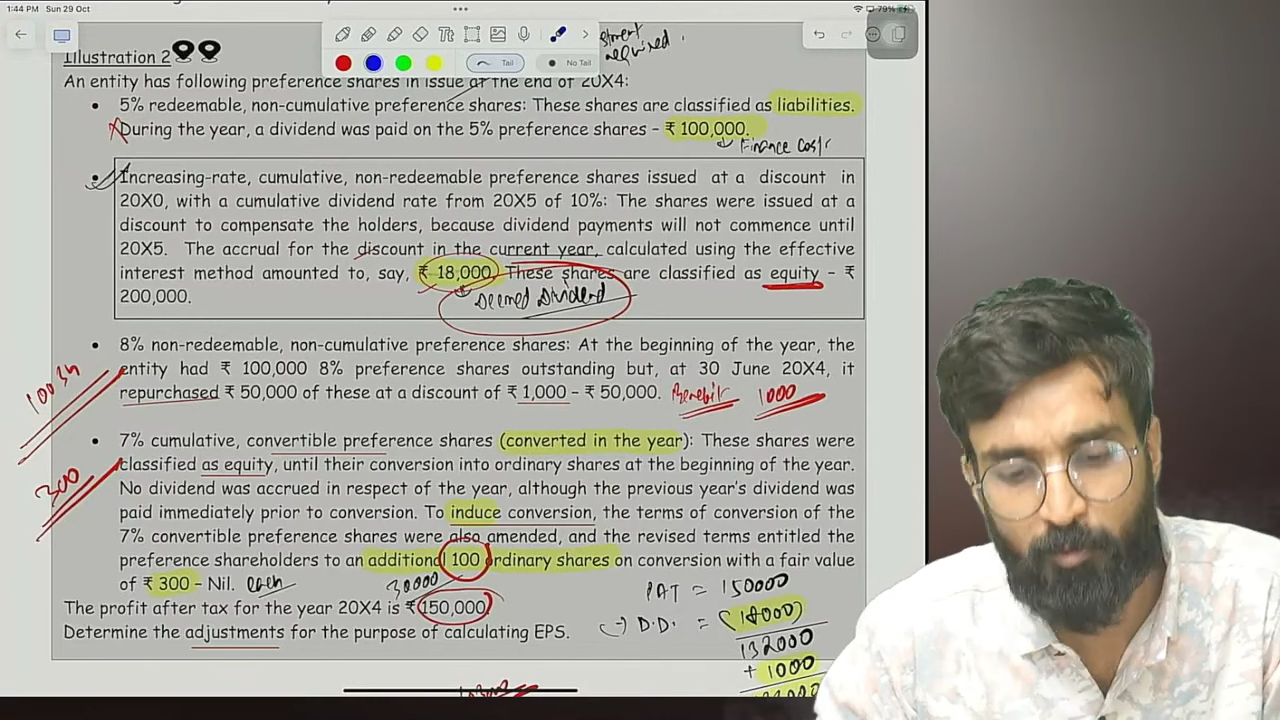 1:44 PM Sun 29 Oct
79%
stment
required.
Tail
No Tail
Illustration 2
An entity has following preference shares in issue at the end of 20X4:
• 5% redeemable, non-cumulative preference shares: These shares are classified as liabilities.
During the year, a dividend was paid on the 5% preference shares – ₹ 100,000.
Finance Cost
• Increasing-rate, cumulative, non-redeemable preference shares issued at a discount in
20X0, with a cumulative dividend rate from 20X5 of 10%: The shares were issued at a
discount to compensate the holders, because dividend payments will not commence until
20X5. The accrual for the discount in the current year, calculated using the effective
interest method amounted to, say, ₹ 18,000. These shares are classified as equity – ₹
200,000.
Deemed Dividend
• 8% non-redeemable, non-cumulative preference shares: At the beginning of the year, the
entity had ₹ 100,000 8% preference shares outstanding but, at 30 June 20X4, it
repurchased ₹ 50,000 of these at a discount of ₹ 1,000 – ₹ 50,000.
Benefit 1000
100 sh
300
• 7% cumulative, convertible preference shares (converted in the year): These shares were
classified as equity, until their conversion into ordinary shares at the beginning of the year.
No dividend was accrued in respect of the year, although the previous year's dividend was
paid immediately prior to conversion. To induce conversion, the terms of conversion of the
7% convertible preference shares were also amended, and the revised terms entitled the
preference shareholders to an additional 100 ordinary shares on conversion with a fair value
of ₹ 300 – Nil. each
30000
The profit after tax for the year 20X4 is ₹ 150,000.
Determine the adjustments for the purpose of calculating EPS.
PAT = 150000
(-) D.D. = (18000)
132000
+ 1000